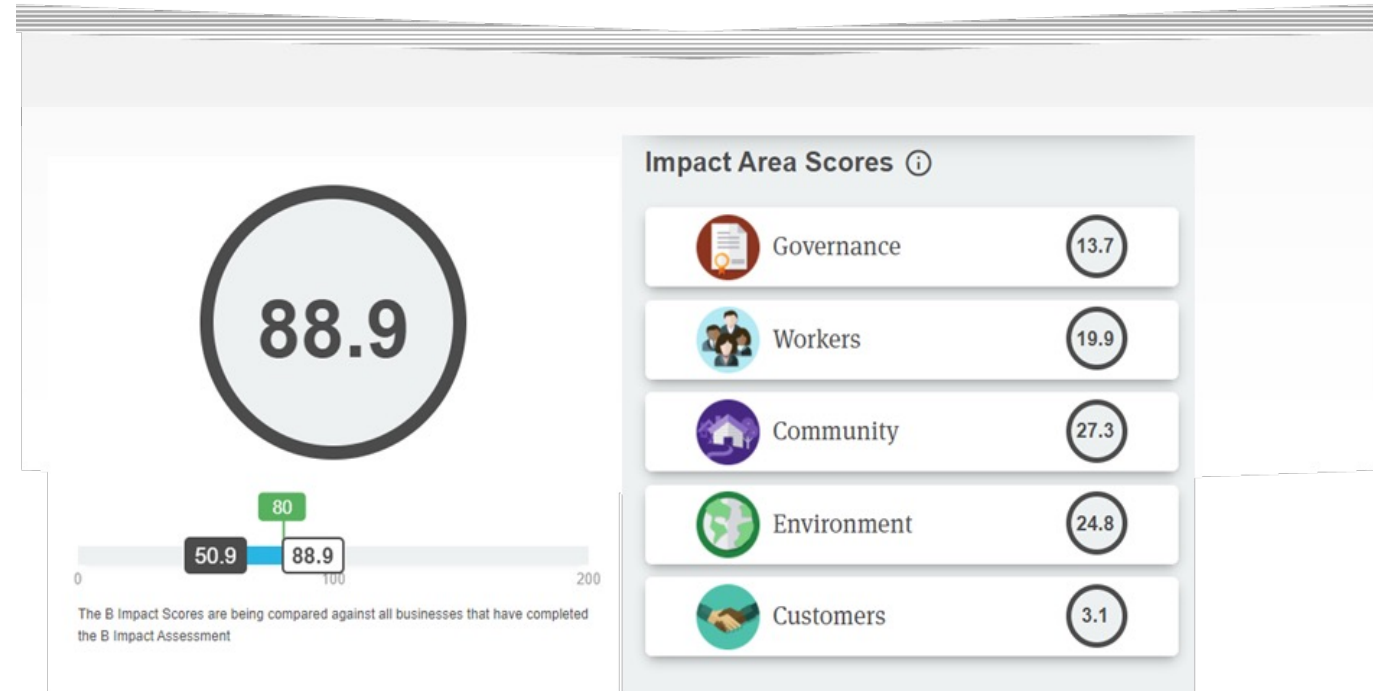 88.9
80
50.9
88.9
0
100
200
The B Impact Scores are being compared against all businesses that have completed
the B Impact Assessment
Impact Area Scores
Governance 13.7
Workers 19.9
Community 27.3
Environment 24.8
Customers 3.1